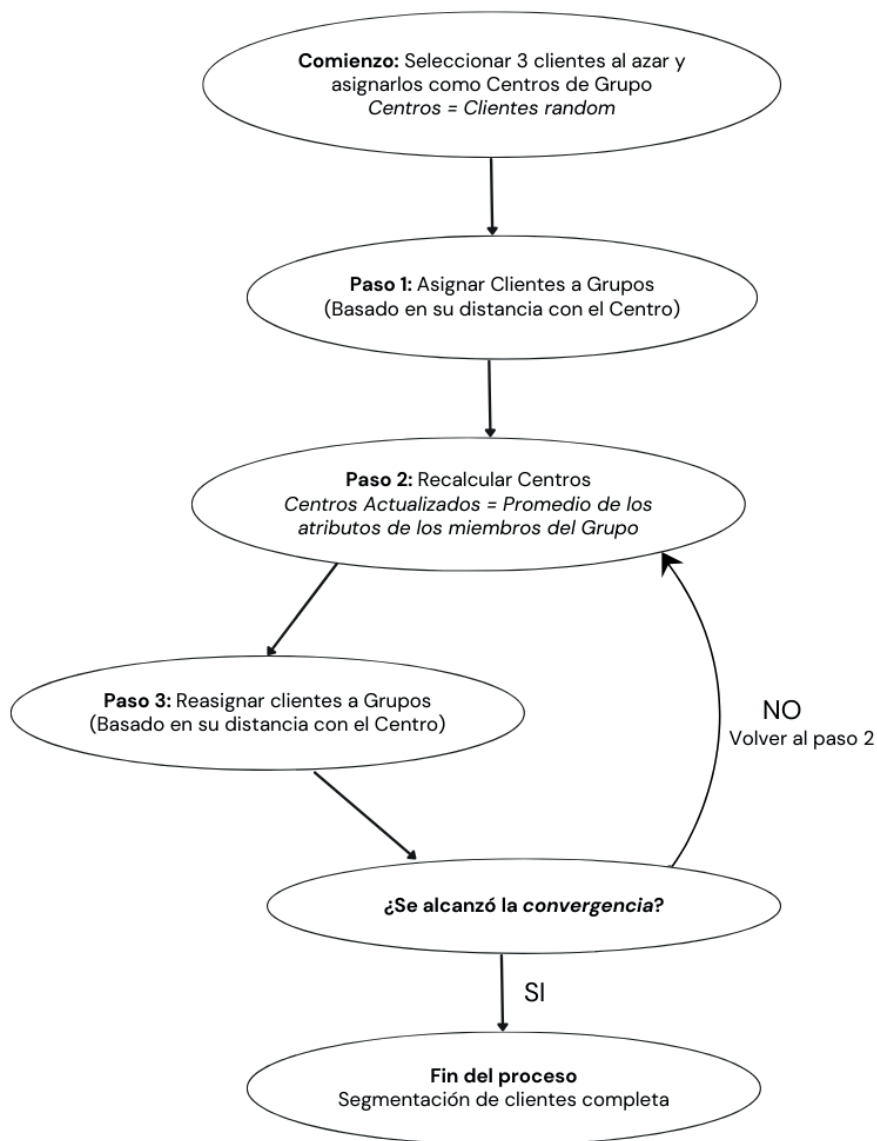 Comienzo: Seleccionar 3 clientes al azar y
asignarlos como Centros de Grupo
Centros = Clientes random
Paso 1: Asignar Clientes a Grupos
(Basado en su distancia con el Centro)
Paso 2: Recalcular Centros
Centros Actualizados = Promedio de los
atributos de los miembros del Grupo
Paso 3: Reasignar clientes a Grupos
(Basado en su distancia con el Centro)
NO
Volver al paso 2
¿Se alcanzó la convergencia?
SI
Fin del proceso
Segmentación de clientes completa